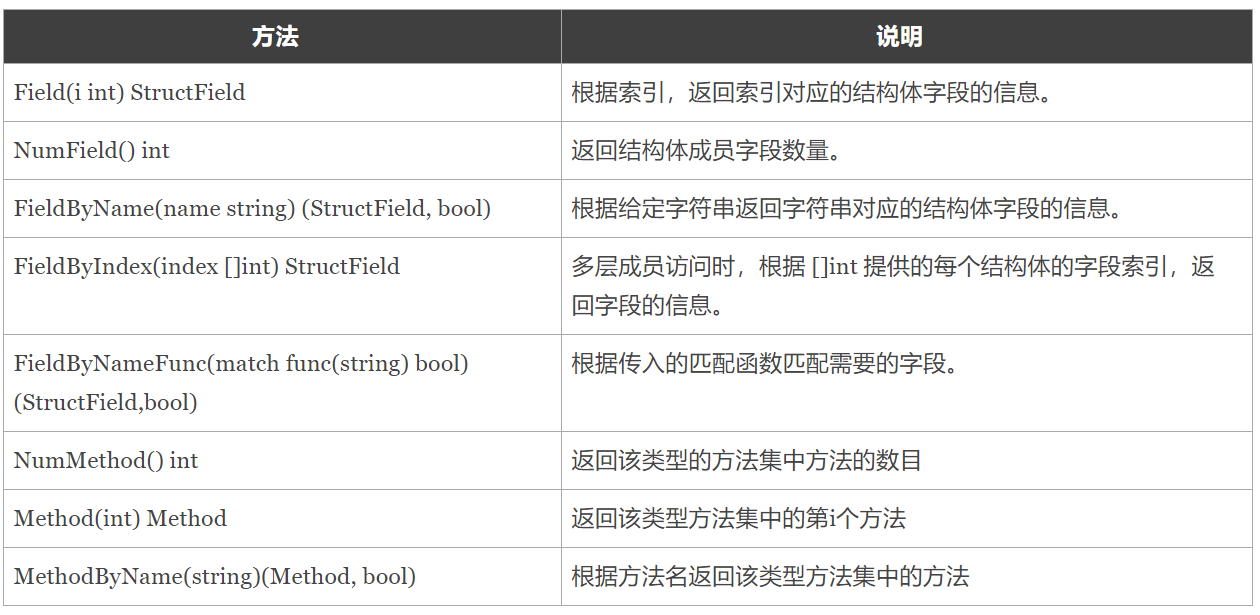 方法 说明
Field(i int) StructField 根据索引，返回索引对应的结构体字段的信息。
NumField() int 返回结构体成员字段数量。
FieldByName(name string) (StructField, bool) 根据给定字符串返回字符串对应的结构体字段的信息。
FieldByIndex(index []int) StructField 多层成员访问时，根据 []int 提供的每个结构体的字段索引，返
回字段的信息。
FieldByNameFunc(match func(string) bool) 根据传入的匹配函数匹配需要的字段。
(StructField,bool)
NumMethod() int 返回该类型的方法集中方法的数目
Method(int) Method 返回该类型方法集中的第i个方法
MethodByName(string)(Method, bool) 根据方法名返回该类型方法集中的方法